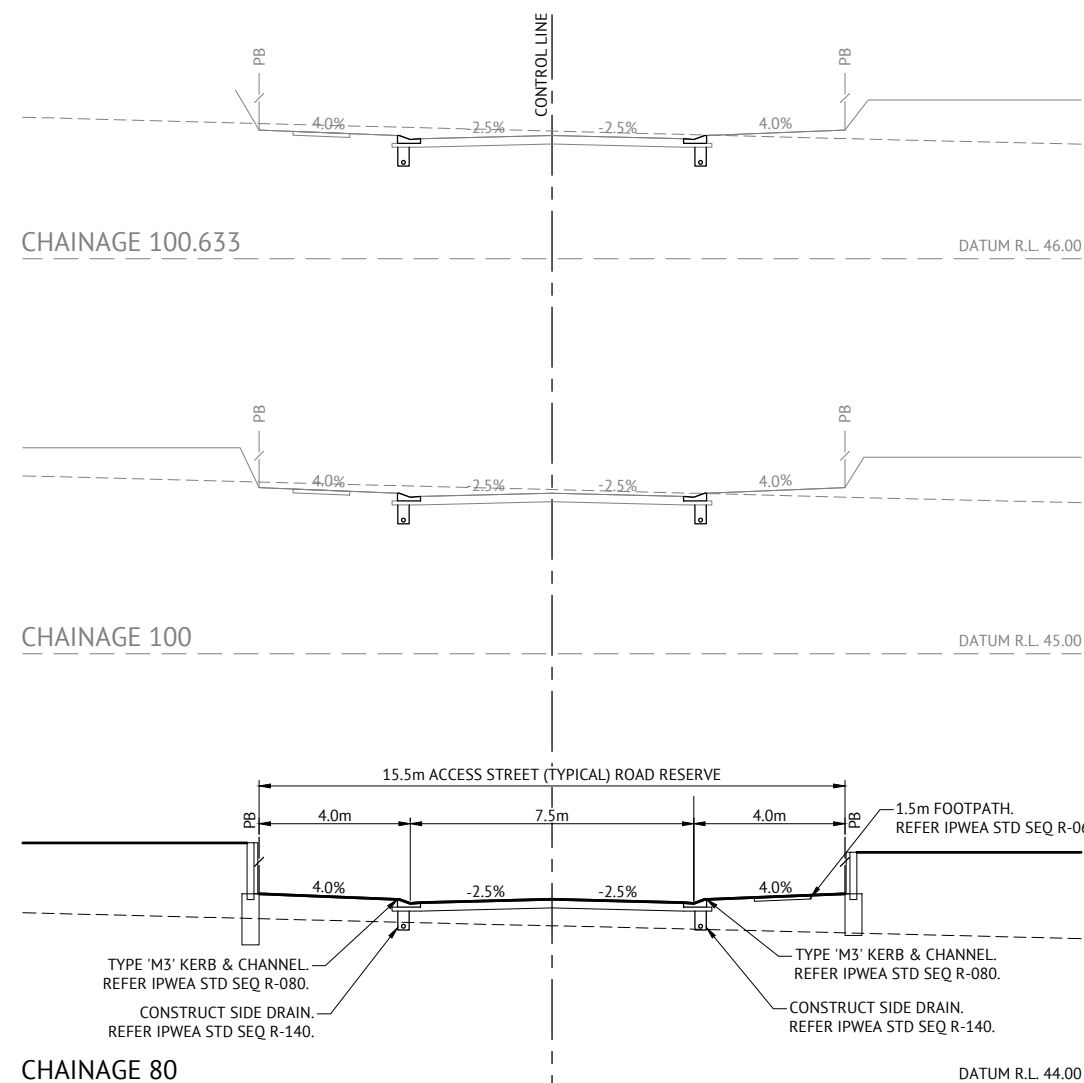 CONTROL LINE
PB
PB
4.0%
-2.5%
-2.5%
4.0%
CHAINAGE 100.633
DATUM R.L. 46.00
PB
PB
4.0%
-2.5%
-2.5%
4.0%
CHAINAGE 100
DATUM R.L. 45.00
15.5m ACCESS STREET (TYPICAL) ROAD RESERVE
PB
4.0m
7.5m
4.0m
PB
1.5m FOOTPATH.
REFER IPWEA STD SEQ
4.0%
-2.5%
-2.5%
4.0%
TYPE 'M3' KERB & CHANNEL.
REFER IPWEA STD SEQ R-080.
CONSTRUCT SIDE DRAIN.
REFER IPWEA STD SEQ R-140.
TYPE 'M3' KERB & CHANNEL.
REFER IPWEA STD SEQ R-080.
CONSTRUCT SIDE DRAIN.
REFER IPWEA STD SEQ R-140.
CHAINAGE 80
DATUM R.L. 44.00